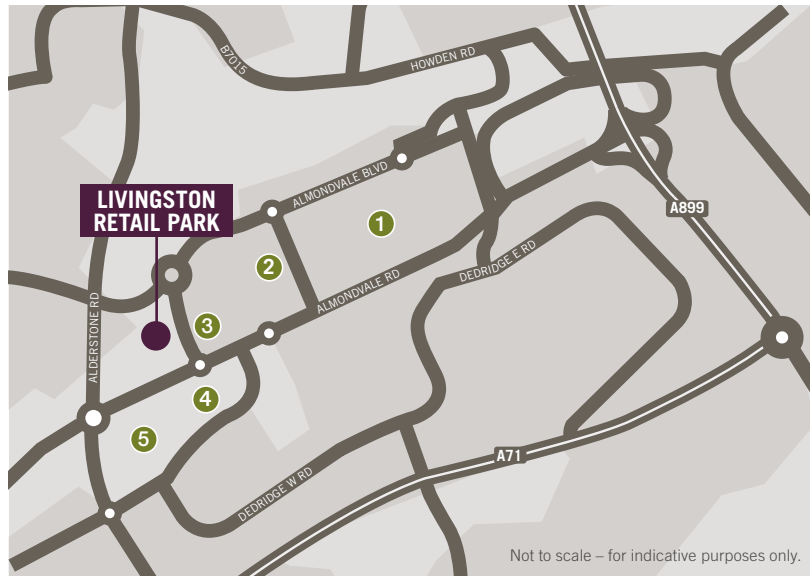 B7015
HOWDEN RD
ALMONDVALE BLVD
LIVINGSTON
RETAIL PARK
1
A899
2
DEDRIDGE E RD
ALMONDVALE RD
3
ALDERSTONE RD
4
5
A71
DEDRIDGE W RD
Not to scale – for indicative purposes only.